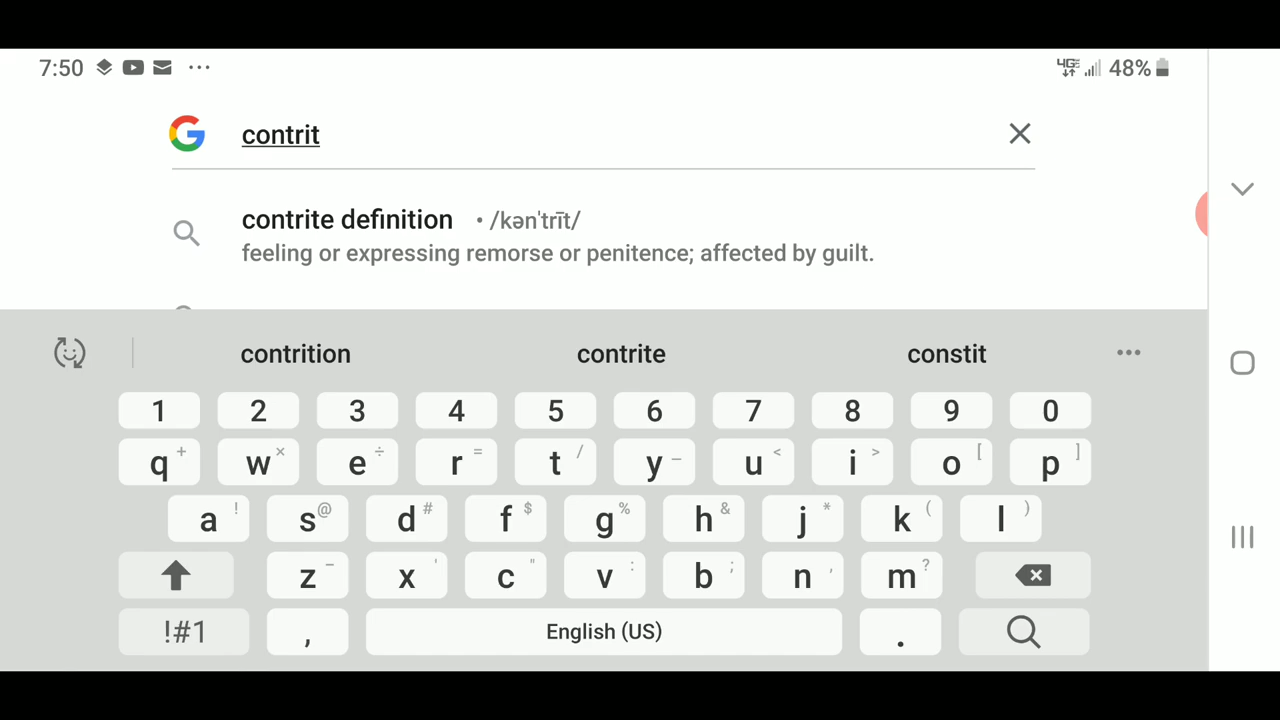 7:50 ··· 4GE 48%
contrit
contrite definition • /kən'trīt/
feeling or expressing remorse or penitence; affected by guilt.
contrition contrite constit •••
1 2 3 4 5 6 7 8 9 0
q + w × e ÷ r = t / y _ u < i > o [ p ]
a ! s @ d # f $ g % h & j * k ( l )
z - x ' c " v : b ; n , m ?
!#1 , English (US) .